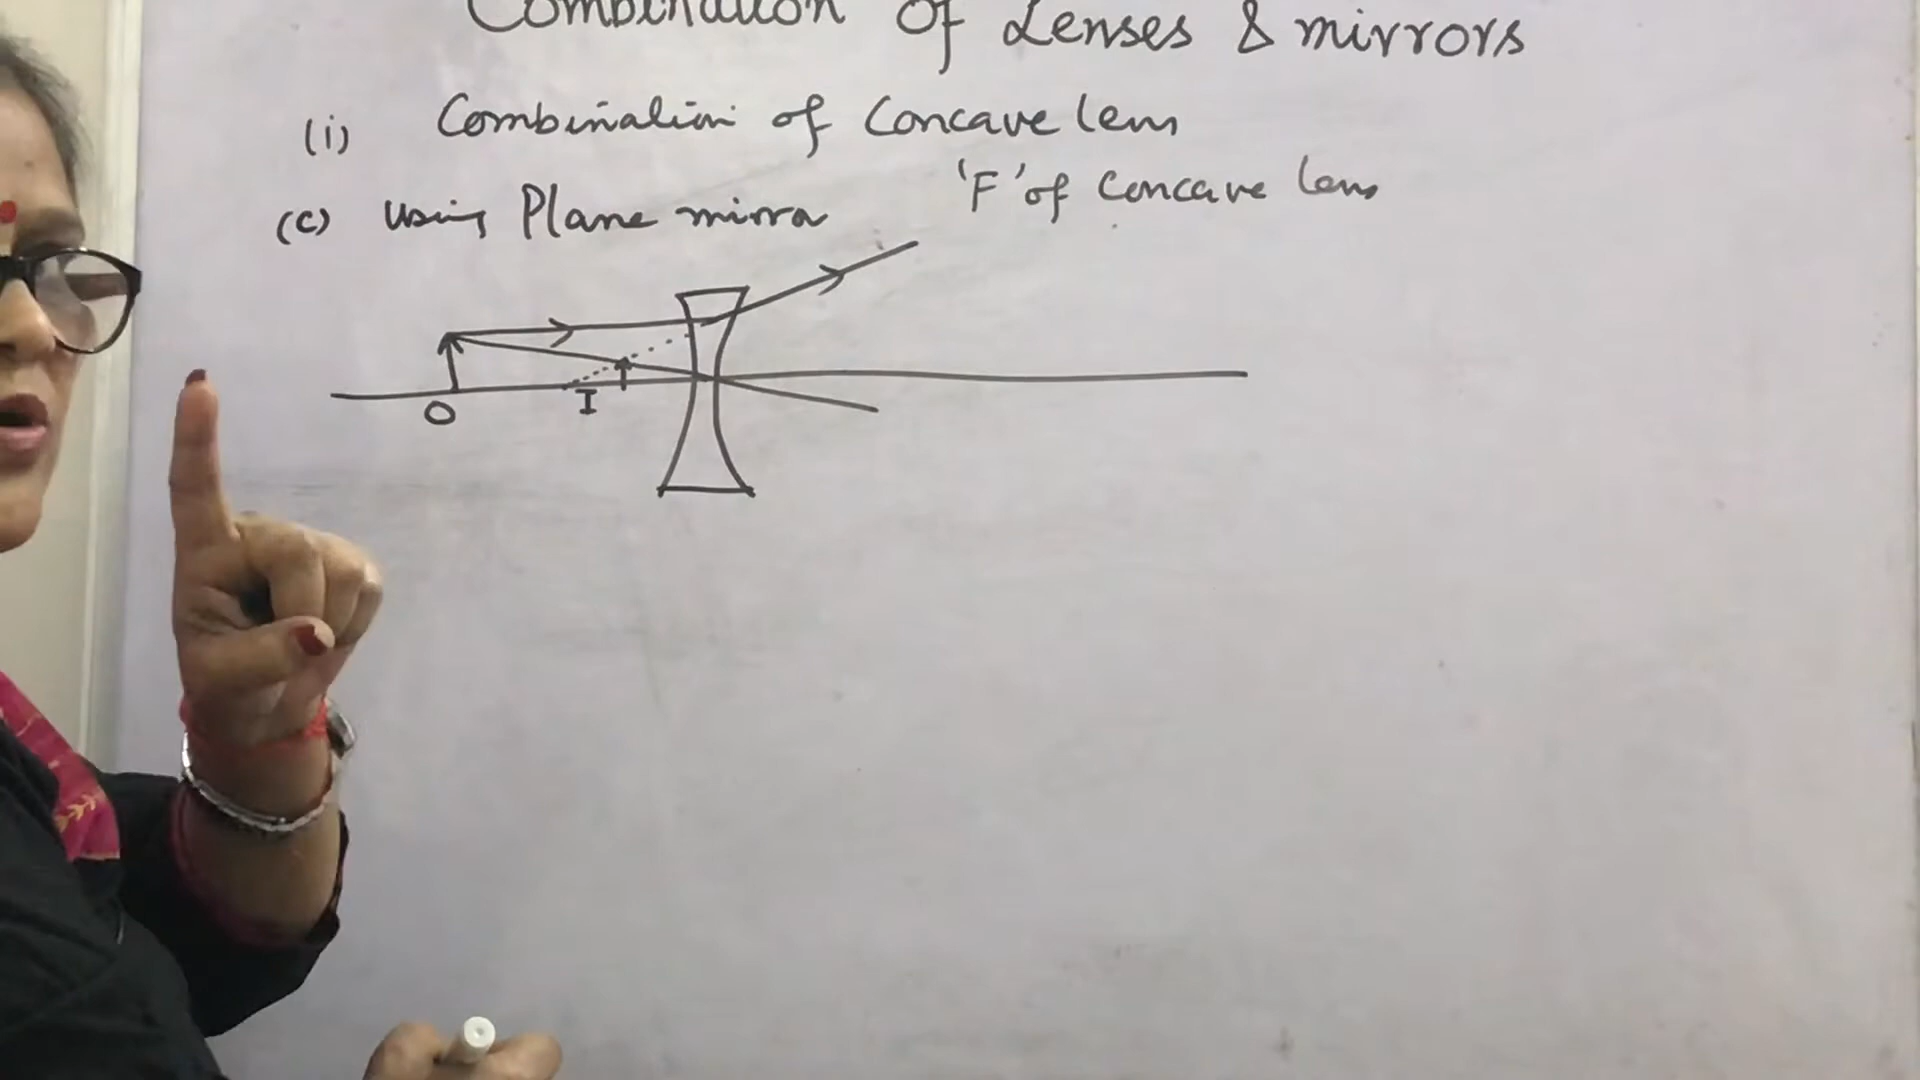 Combination of Lenses & mirrors
(i) Combination of Concave lens
(c) Using Plane mirror 'F' of Concave lens
O
I